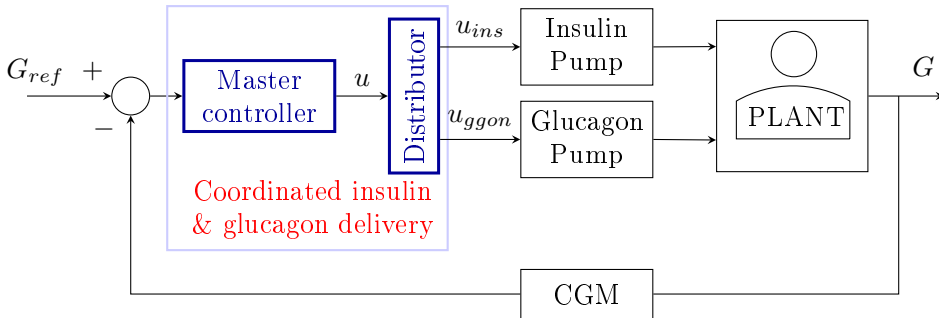 G_ref
+
−
Master
controller
u
Distributor
u_ins
u_ggon
Insulin
Pump
Glucagon
Pump
PLANT
G
Coordinated insulin
& glucagon delivery
CGM